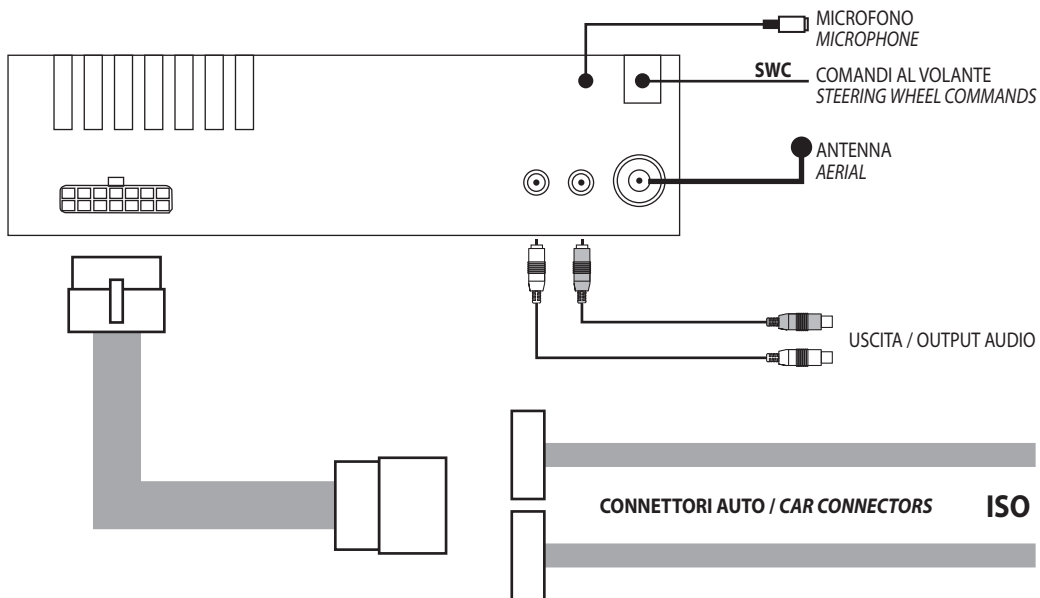 MICROFONO
MICROPHONE
SWC COMANDI AL VOLANTE
STEERING WHEEL COMMANDS
ANTENNA
AERIAL
USCITA / OUTPUT AUDIO
CONNETTORI AUTO / CAR CONNECTORS ISO